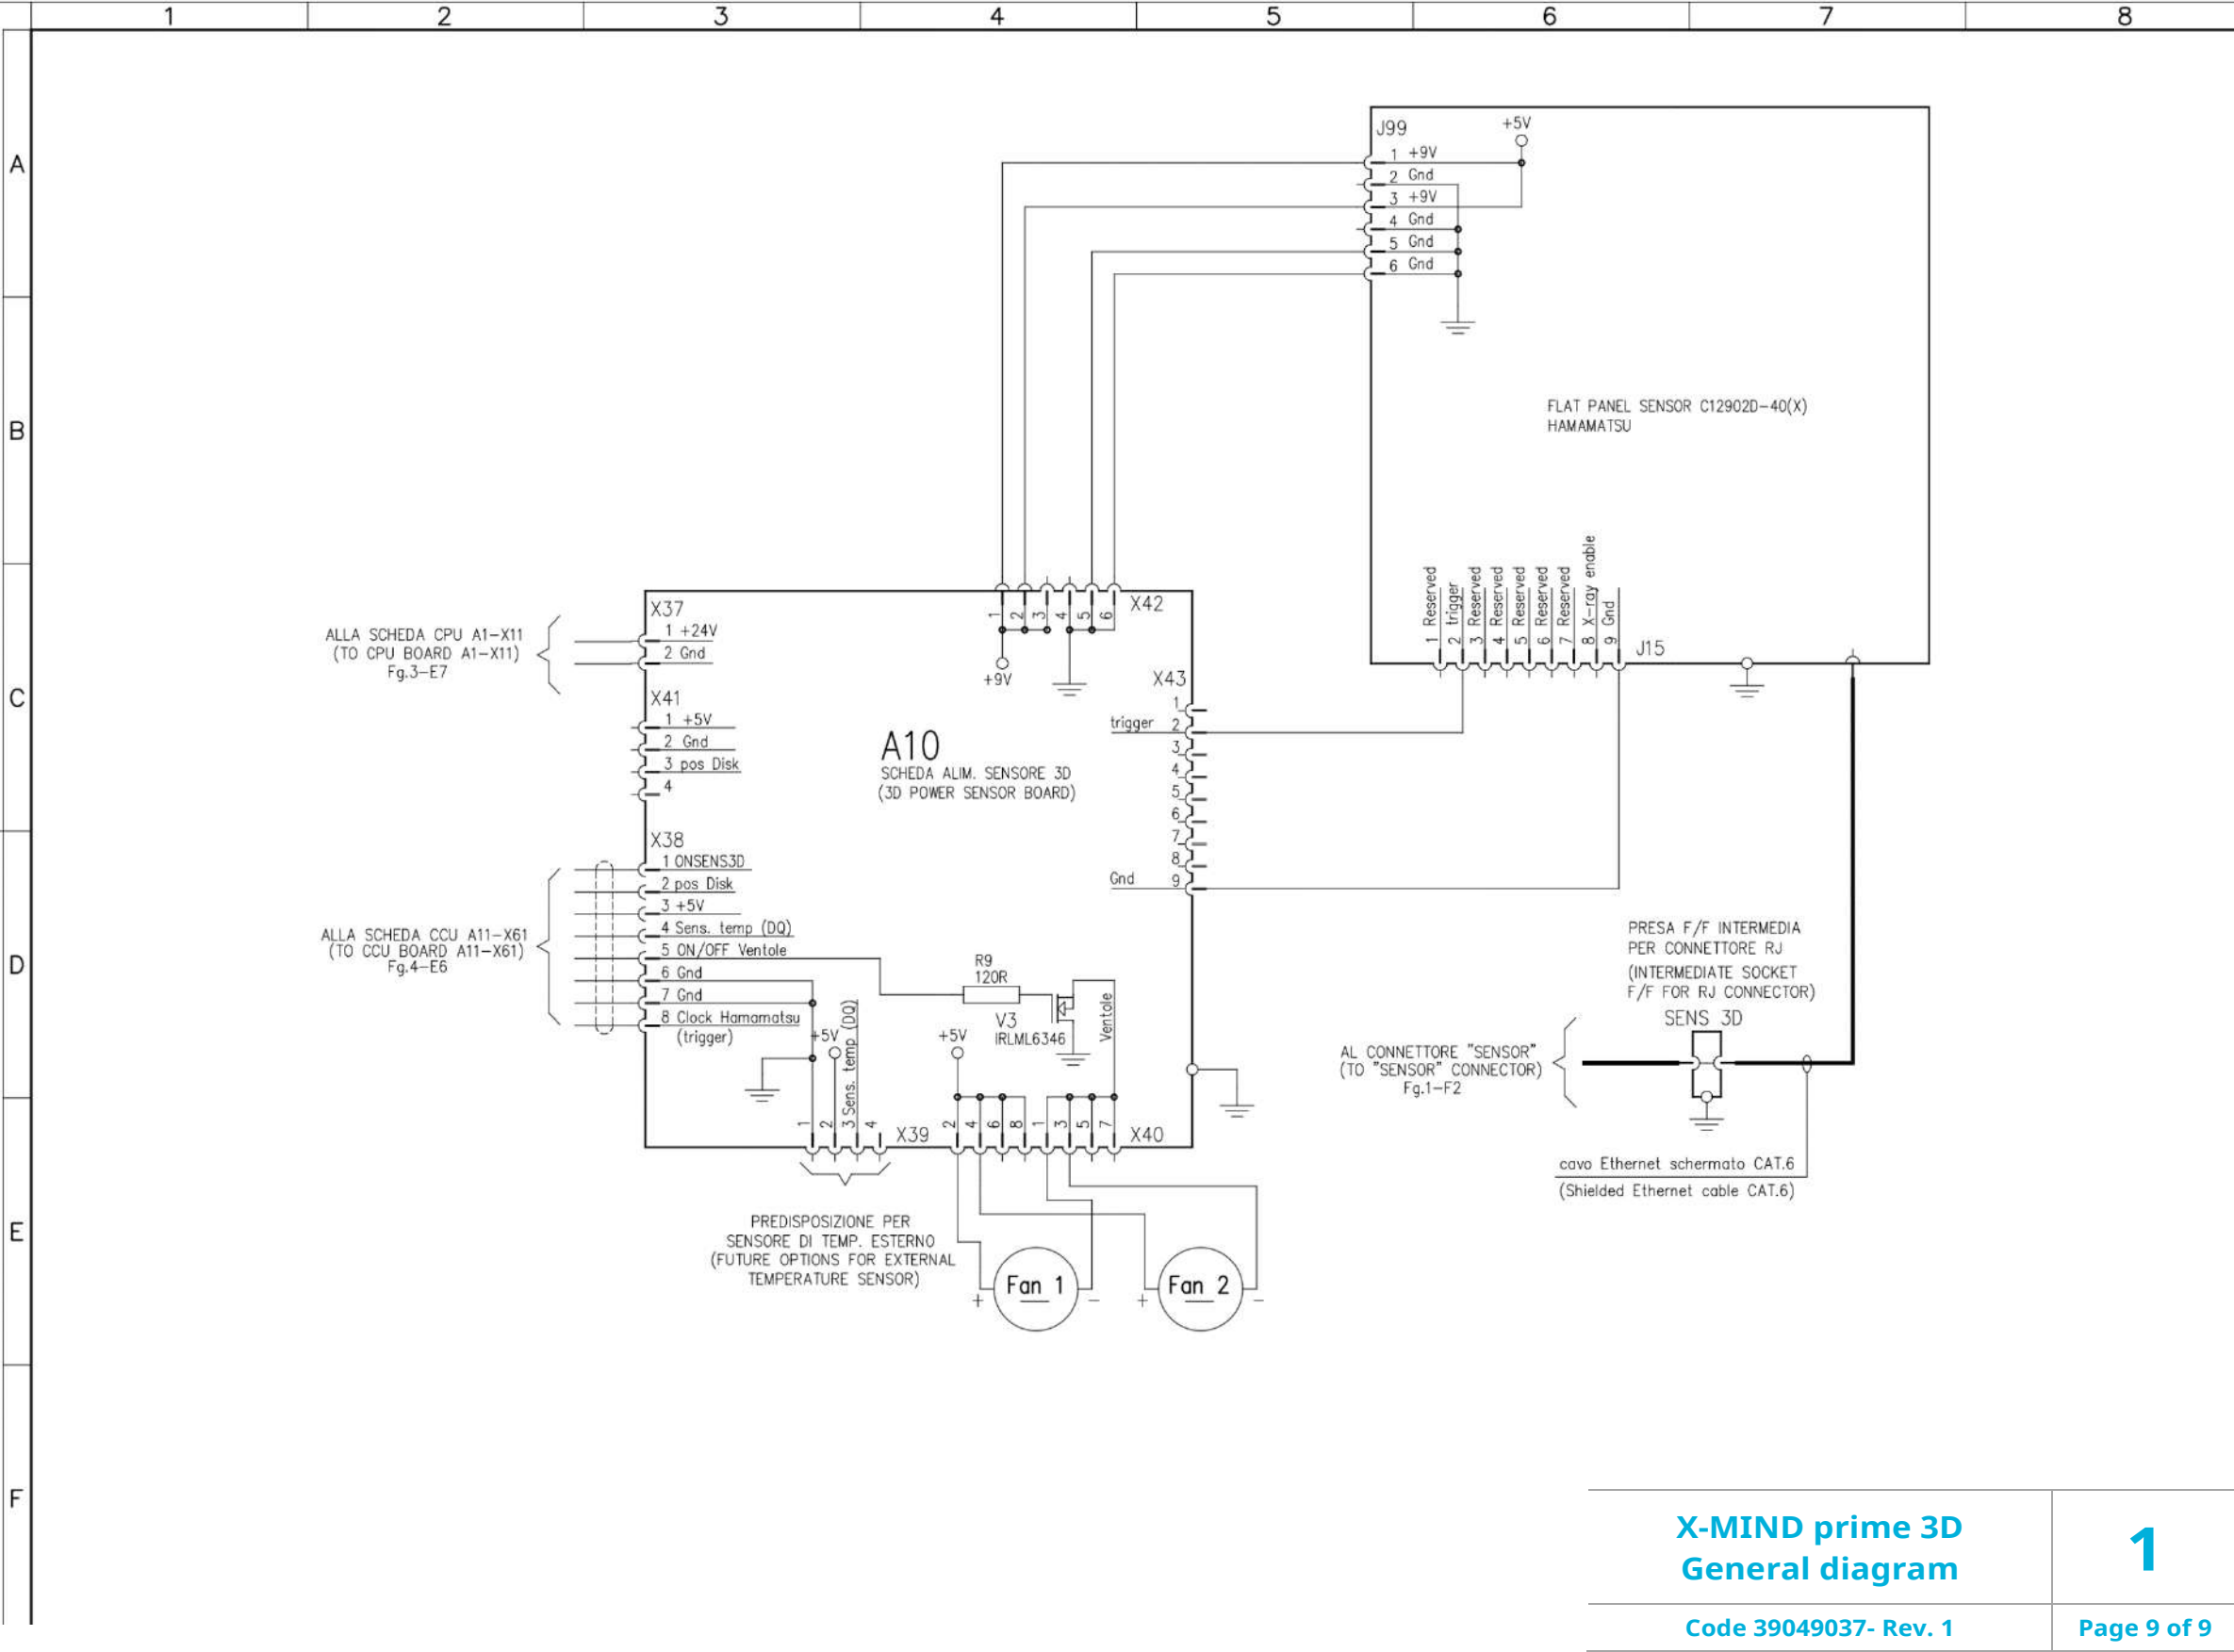 1 2 3 4 5 6 7 8
A
B
C
D
E
F
J99
+5V
1 +9V
2 Gnd
3 +9V
4 Gnd
5 Gnd
6 Gnd
FLAT PANEL SENSOR C12902D-40(X)
HAMAMATSU
1 Reserved
2 trigger
3 Reserved
4 Reserved
5 Reserved
6 Reserved
7 Reserved
8 X-ray enable
9 Gnd
J15
ALLA SCHEDA CPU A1-X11
(TO CPU BOARD A1-X11)
Fg.3-E7
X37
1 +24V
2 Gnd
X41
1 +5V
2 Gnd
3 pos Disk
4
1 2 3 4 5 6
X42
+9V
X43
1
trigger 2
3
4
5
6
7
8
Gnd 9
A10
SCHEDA ALIM. SENSORE 3D
(3D POWER SENSOR BOARD)
ALLA SCHEDA CCU A11-X61
(TO CCU BOARD A11-X61)
Fg.4-E6
X38
1 ONSENS3D
2 pos Disk
3 +5V
4 Sens. temp (DQ)
5 ON/OFF Ventole
6 Gnd
7 Gnd
8 Clock Hamamatsu
(trigger)
+5V
R9
120R
V3
IRLML6346
Ventole
+5V
1
2
3 Sens. temp (DQ)
4
X39
2 4 6 8 1 3 5 7
X40
PREDISPOSIZIONE PER
SENSORE DI TEMP. ESTERNO
(FUTURE OPTIONS FOR EXTERNAL
TEMPERATURE SENSOR)
+ Fan 1 -
+ Fan 2 -
PRESA F/F INTERMEDIA
PER CONNETTORE RJ
(INTERMEDIATE SOCKET
F/F FOR RJ CONNECTOR)
SENS 3D
AL CONNETTORE "SENSOR"
(TO "SENSOR" CONNECTOR)
Fg.1-F2
cavo Ethernet schermato CAT.6
(Shielded Ethernet cable CAT.6)
X-MIND prime 3D
General diagram
1
Code 39049037- Rev. 1
Page 9 of 9